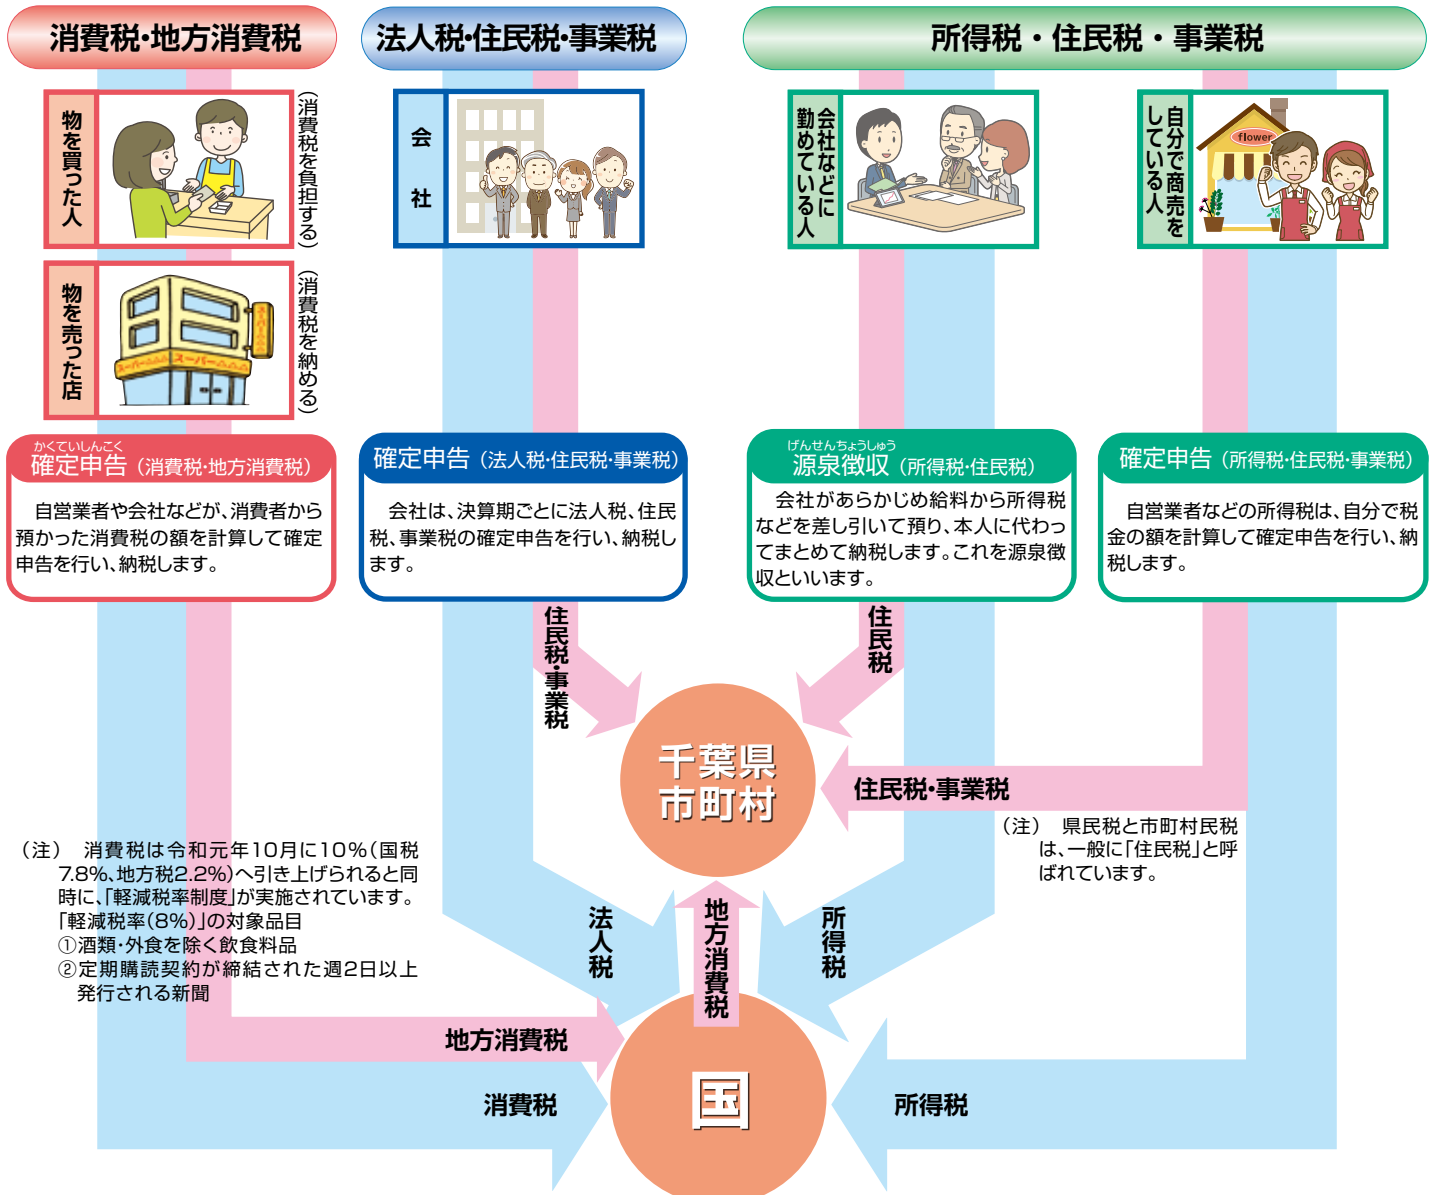 消費税・地方消費税
法人税・住民税・事業税
所得税・住民税・事業税
物を買った人
(消費税を負担する)
会社
会社などに
勤めている人
自分で商売を
している人
flower
物を売った店
(消費税を納める)
スーパー△△△
スーパー△△△
スーパー△△
かくていしんこく
確定申告(消費税・地方消費税)
自営業者や会社などが、消費者から
預かった消費税の額を計算して確定
申告を行い、納税します。
確定申告(法人税・住民税・事業税)
会社は、決算期ごとに法人税、住民
税、事業税の確定申告を行い、納税し
ます。
げんせんちょうしゅう
源泉徴収(所得税・住民税)
会社があらかじめ給料から所得税
などを差し引いて預り、本人に代わっ
てまとめて納税します。これを源泉徴
収といいます。
確定申告(所得税・住民税・事業税)
自営業者などの所得税は、自分で税
金の額を計算して確定申告を行い、納
税します。
住民税・事業税
住民税
千葉県
市町村
住民税・事業税
(注) 県民税と市町村民税
は、一般に「住民税」と呼
ばれています。
(注) 消費税は令和元年10月に10%(国税
7.8%、地方税2.2%)へ引き上げられると同
時に、「軽減税率制度」が実施されています。
「軽減税率(8%)」の対象品目
①酒類・外食を除く飲食料品
②定期購読契約が締結された週2日以上
発行される新聞
法人税
地方消費税
所得税
地方消費税
消費税
国
所得税